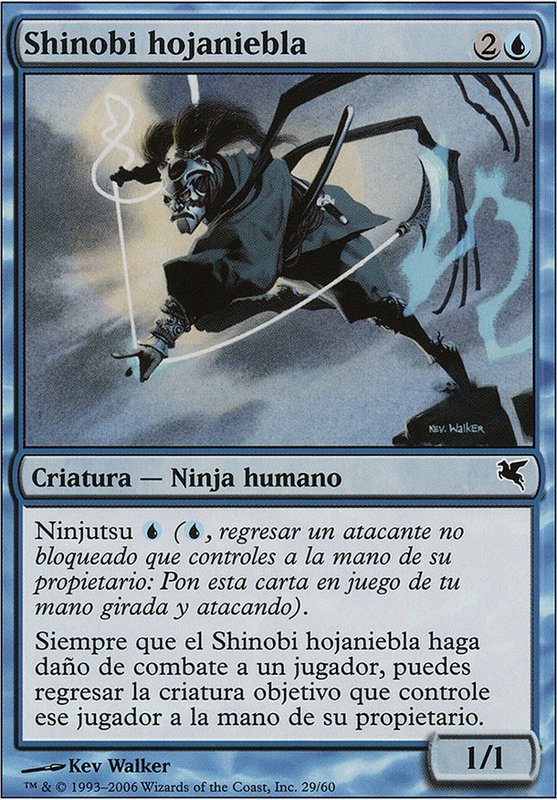 Shinobi hojaniebla 2
Nev. Walker
Criatura — Ninja humano
Ninjutsu (, regresar un atacante no
bloqueado que controles a la mano de su
propietario: Pon esta carta en juego de tu
mano girada y atacando).
Siempre que el Shinobi hojaniebla haga
daño de combate a un jugador, puedes
regresar la criatura objetivo que controle
ese jugador a la mano de su propietario.
1/1
Kev Walker
™ & © 1993–2006 Wizards of the Coast, Inc. 29/60